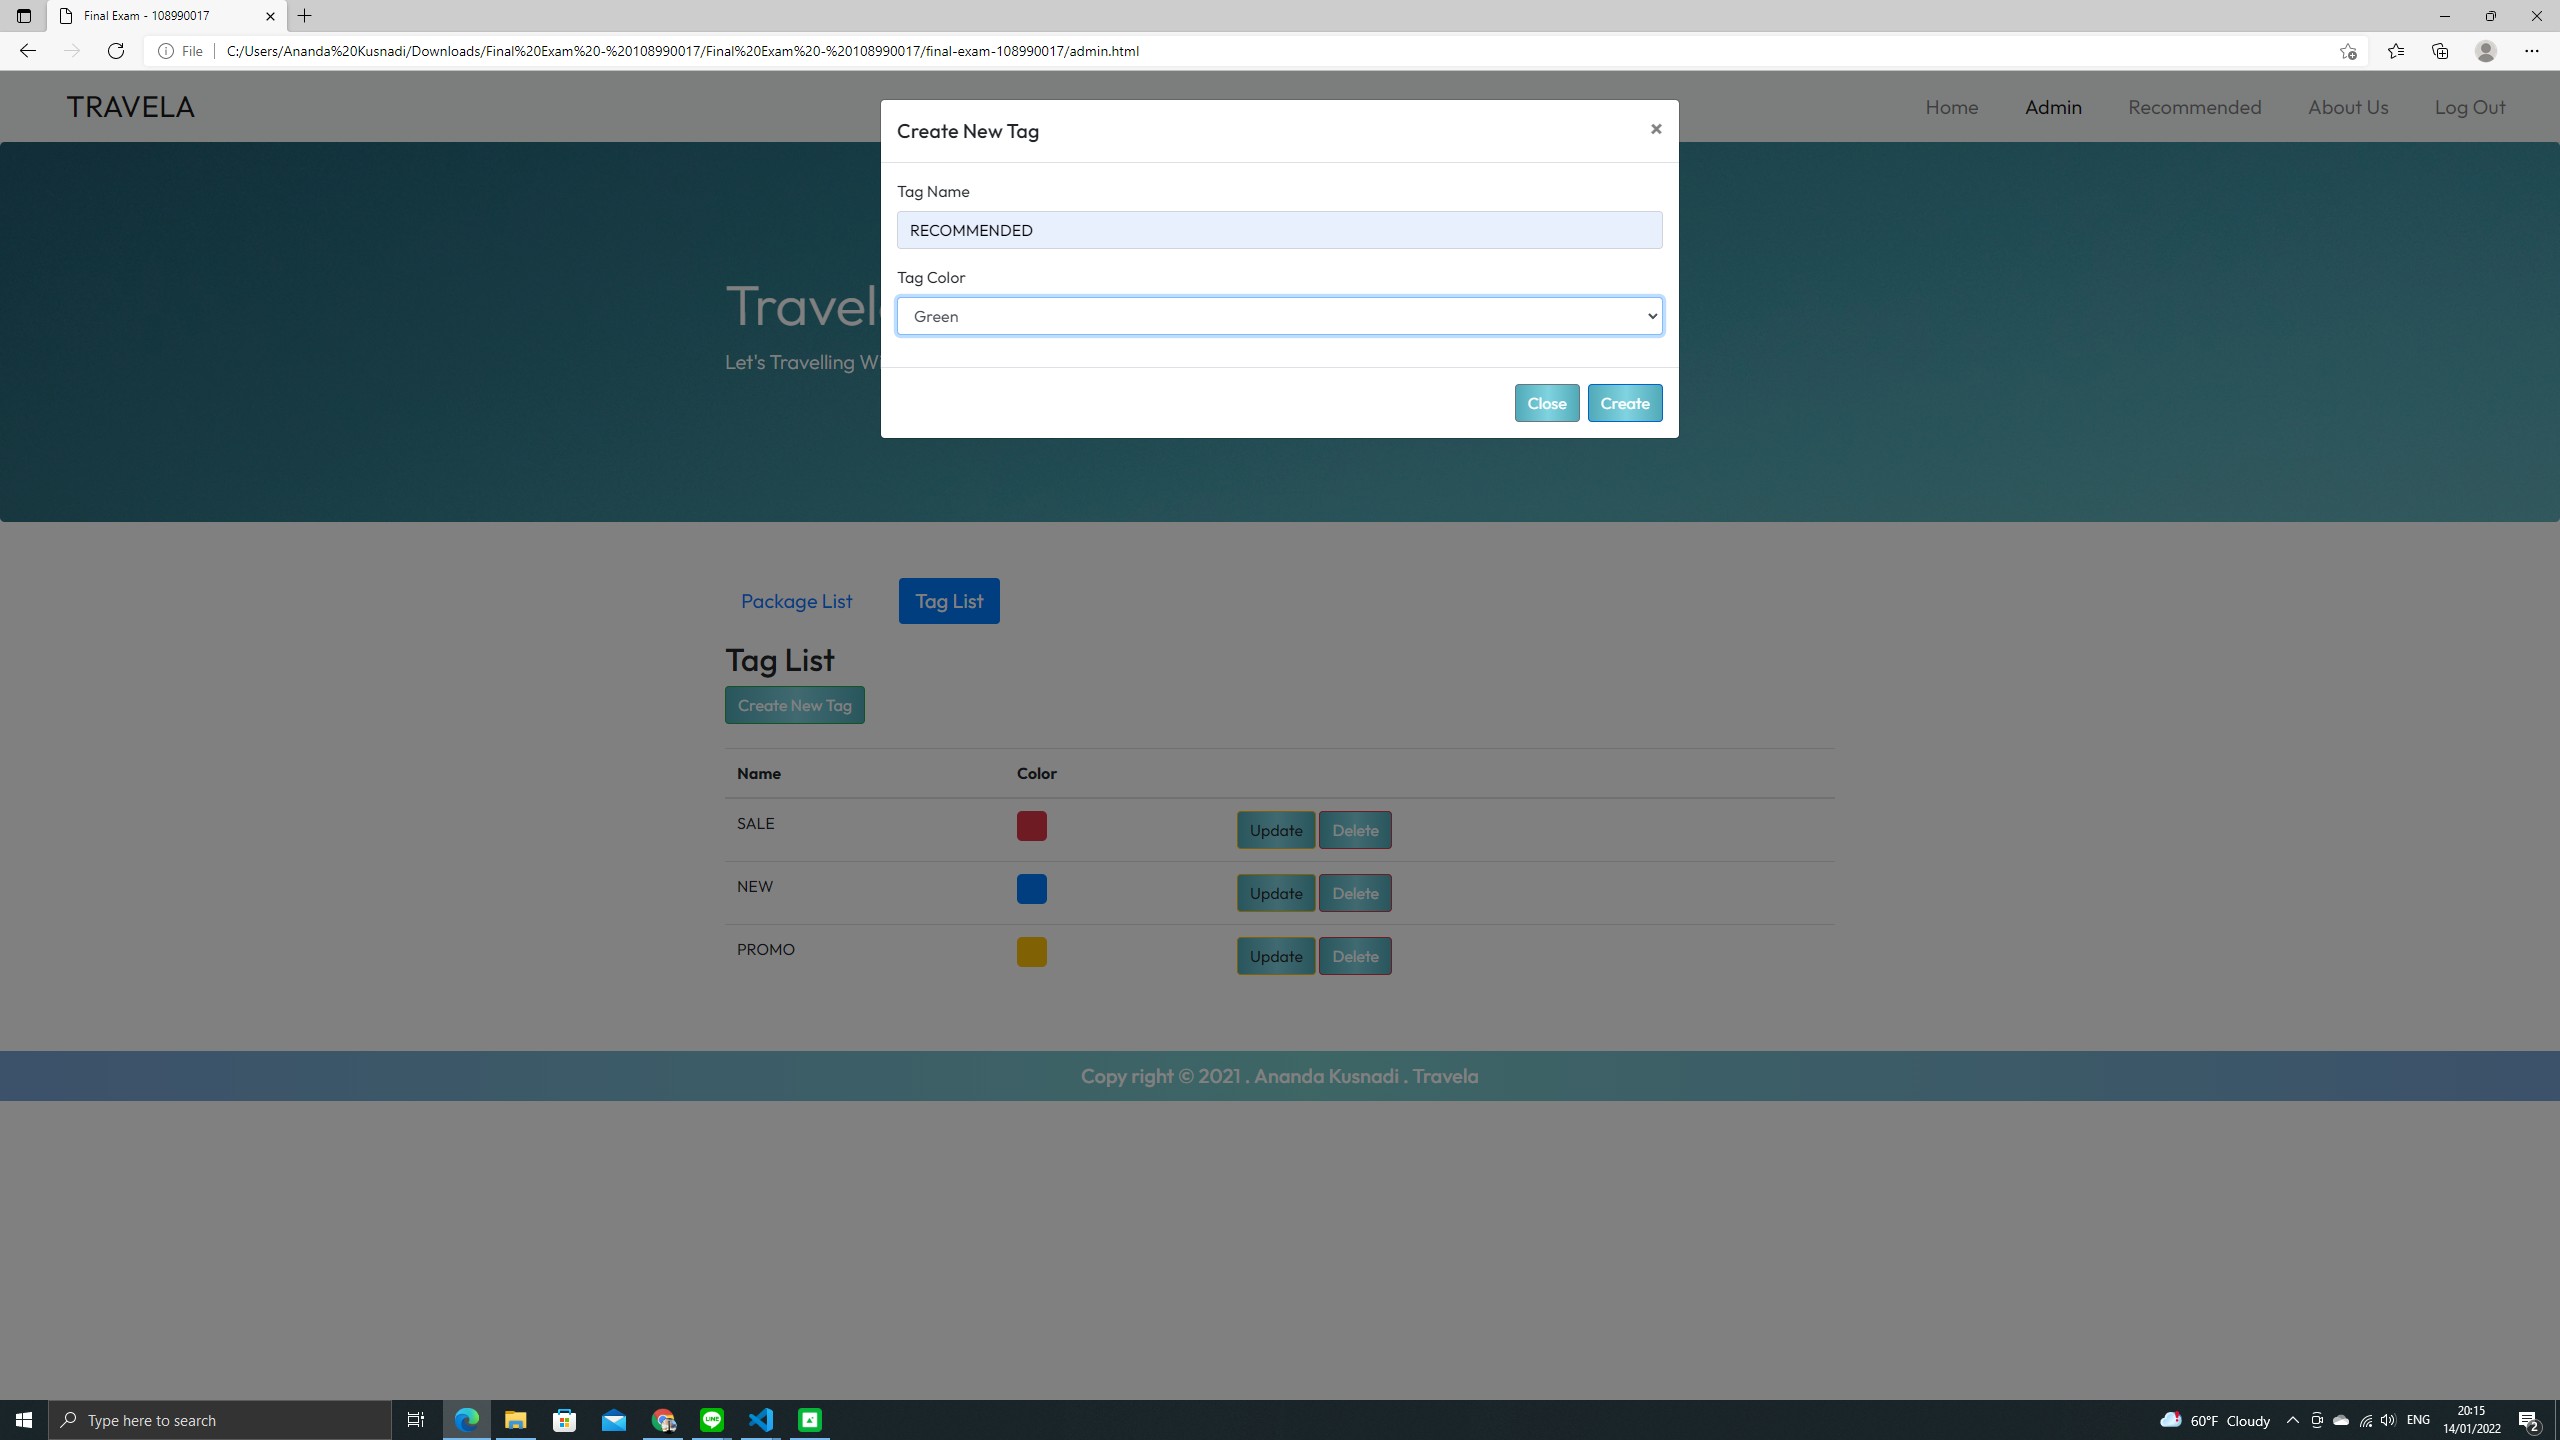 Final Exam - 108990017
File
C:/Users/Ananda%20Kusnadi/Downloads/Final%20Exam%20-%20108990017/Final%20Exam%20-%20108990017/final-exam-108990017/admin.html
TRAVELA
Home
Admin
Recommended
About Us
Log Out
Create New Tag
×
Tag Name
RECOMMENDED
Tag Color
Green
Close
Create
Travel
Let's Travelling
Package List
Tag List
Tag List
Create New Tag
Name Color
SALE Update Delete
NEW Update Delete
PROMO Update Delete
Copy right © 2021 . Ananda Kusnadi . Travela
Type here to search
LINE
60°F Cloudy
ENG
20:15
14/01/2022
2